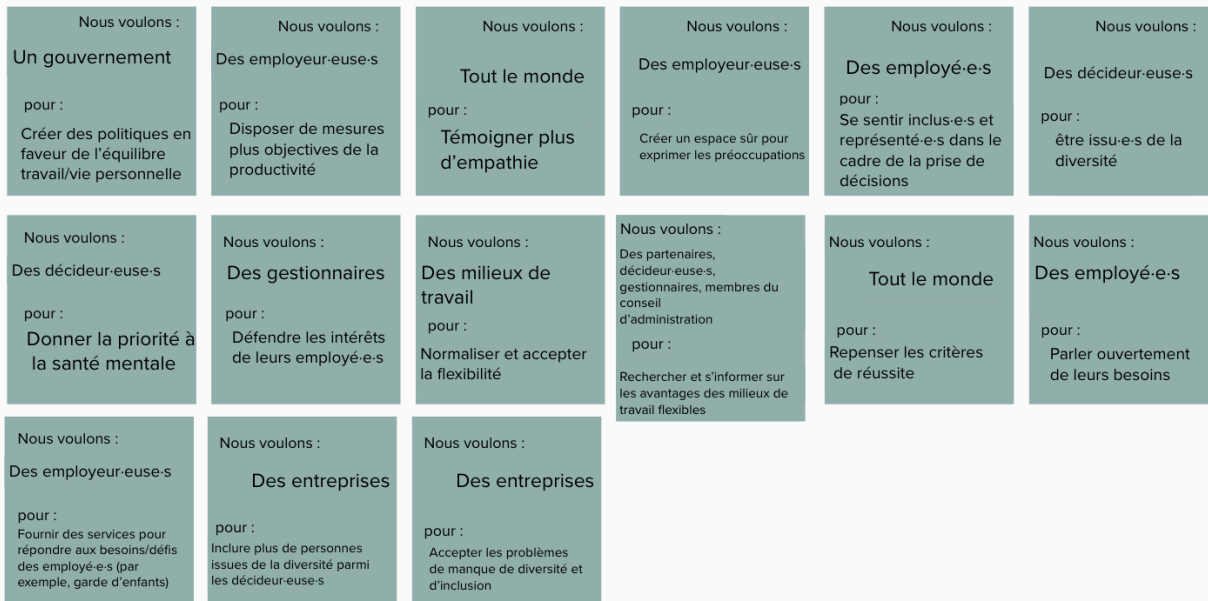 Nous voulons :
Un gouvernement
pour :
Créer des politiques en
faveur de l'équilibre
travail/vie personnelle
Nous voulons :
Des employeur·euse·s
pour :
Disposer de mesures
plus objectives de la
productivité
Nous voulons :
Tout le monde
pour :
Témoigner plus
d'empathie
Nous voulons :
Des employeur·euse·s
pour :
Créer un espace sûr pour
exprimer les préoccupations
Nous voulons :
Des employé·e·s
pour :
Se sentir inclus·e·s et
représenté·e·s dans le
cadre de la prise de
décisions
Nous voulons :
Des décideur·euse·s
pour :
être issu·e·s de la
diversité
Nous voulons :
Des décideur·euse·s
pour :
Donner la priorité à
la santé mentale
Nous voulons :
Des gestionnaires
pour :
Défendre les intérêts
de leurs employé·e·s
Nous voulons :
Des milieux de
travail
pour :
Normaliser et accepter
la flexibilité
Nous voulons :
Des partenaires,
décideur·euse·s,
gestionnaires, membres du
conseil
d'administration
pour :
Rechercher et s'informer sur
les avantages des milieux de
travail flexibles
Nous voulons :
Tout le monde
pour :
Repenser les critères
de réussite
Nous voulons :
Des employé·e·s
pour :
Parler ouvertement
de leurs besoins
Nous voulons :
Des employeur·euse·s
pour :
Fournir des services pour
répondre aux besoins/défis
des employé·e·s (par
exemple, garde d'enfants)
Nous voulons :
Des entreprises
pour :
Inclure plus de personnes
issues de la diversité parmi
les décideur·euse·s
Nous voulons :
Des entreprises
pour :
Accepter les problèmes
de manque de diversité et
d'inclusion